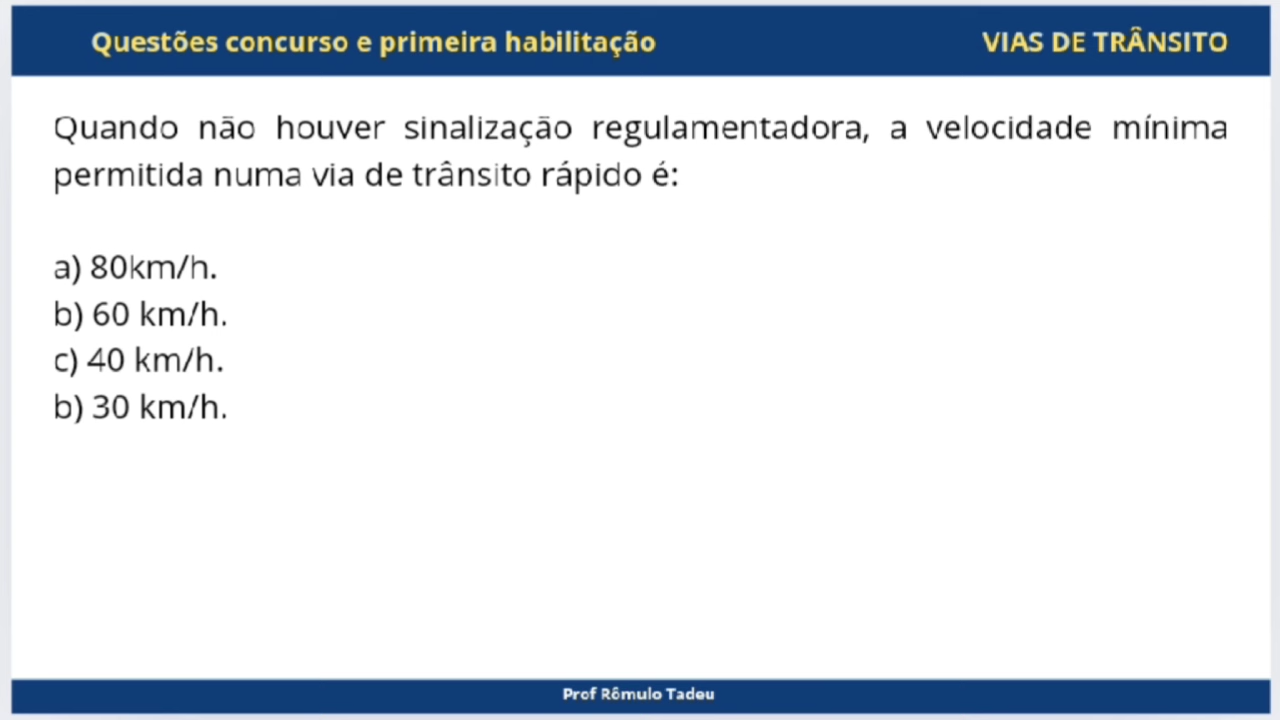 Questões concurso e primeira habilitação
VIAS DE TRÂNSITO
Quando não houver sinalização regulamentadora, a velocidade mínima
permitida numa via de trânsito rápido é:
a) 80km/h.
b) 60 km/h.
c) 40 km/h.
b) 30 km/h.
Prof Rêmulo Tadeu